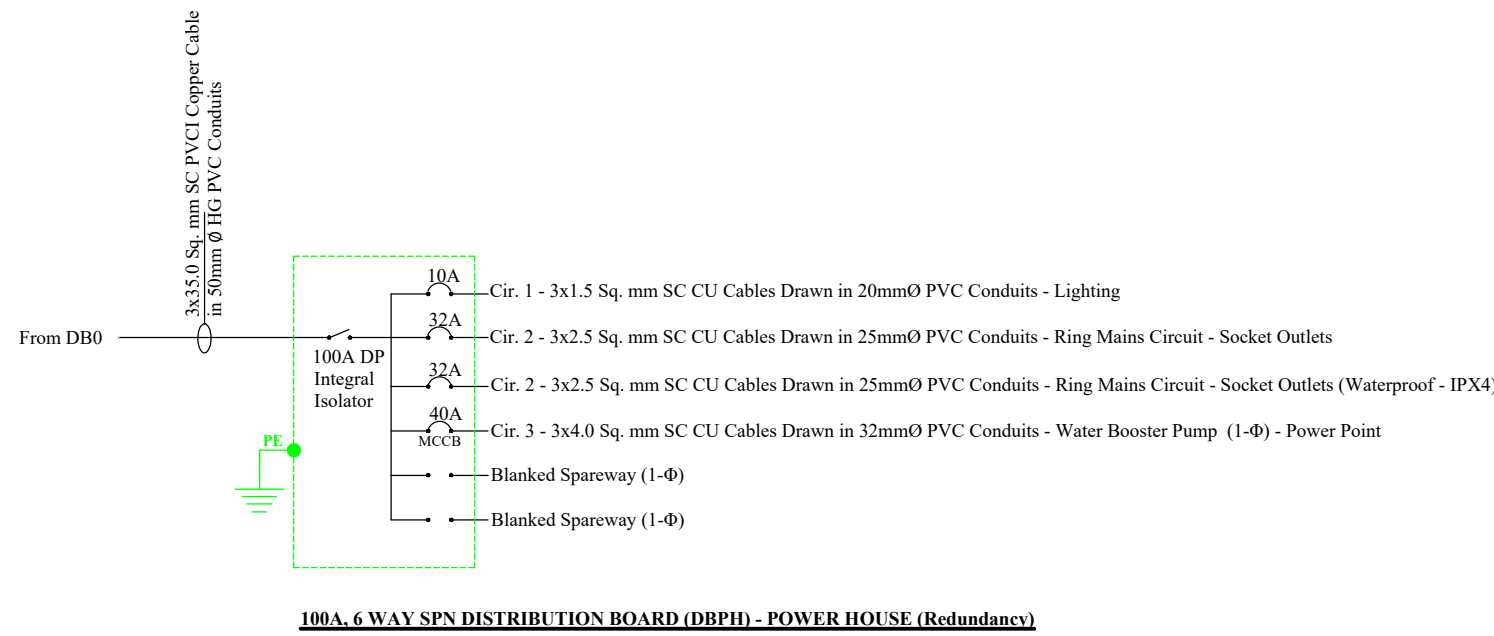 3x35.0 Sq. mm SC PVCI Copper Cable
in 50mm Ø HG PVC Conduits
From DB0
100A DP
Integral
Isolator
PE
10A
Cir. 1 - 3x1.5 Sq. mm SC CU Cables Drawn in 20mmØ PVC Conduits - Lighting
32A
Cir. 2 - 3x2.5 Sq. mm SC CU Cables Drawn in 25mmØ PVC Conduits - Ring Mains Circuit - Socket Outlets
32A
Cir. 2 - 3x2.5 Sq. mm SC CU Cables Drawn in 25mmØ PVC Conduits - Ring Mains Circuit - Socket Outlets (Waterproof - IPX4)
40A
MCCB
Cir. 3 - 3x4.0 Sq. mm SC CU Cables Drawn in 32mmØ PVC Conduits - Water Booster Pump (1-Φ) - Power Point
Blanked Spareway (1-Φ)
Blanked Spareway (1-Φ)
100A, 6 WAY SPN DISTRIBUTION BOARD (DBPH) - POWER HOUSE (Redundancy)